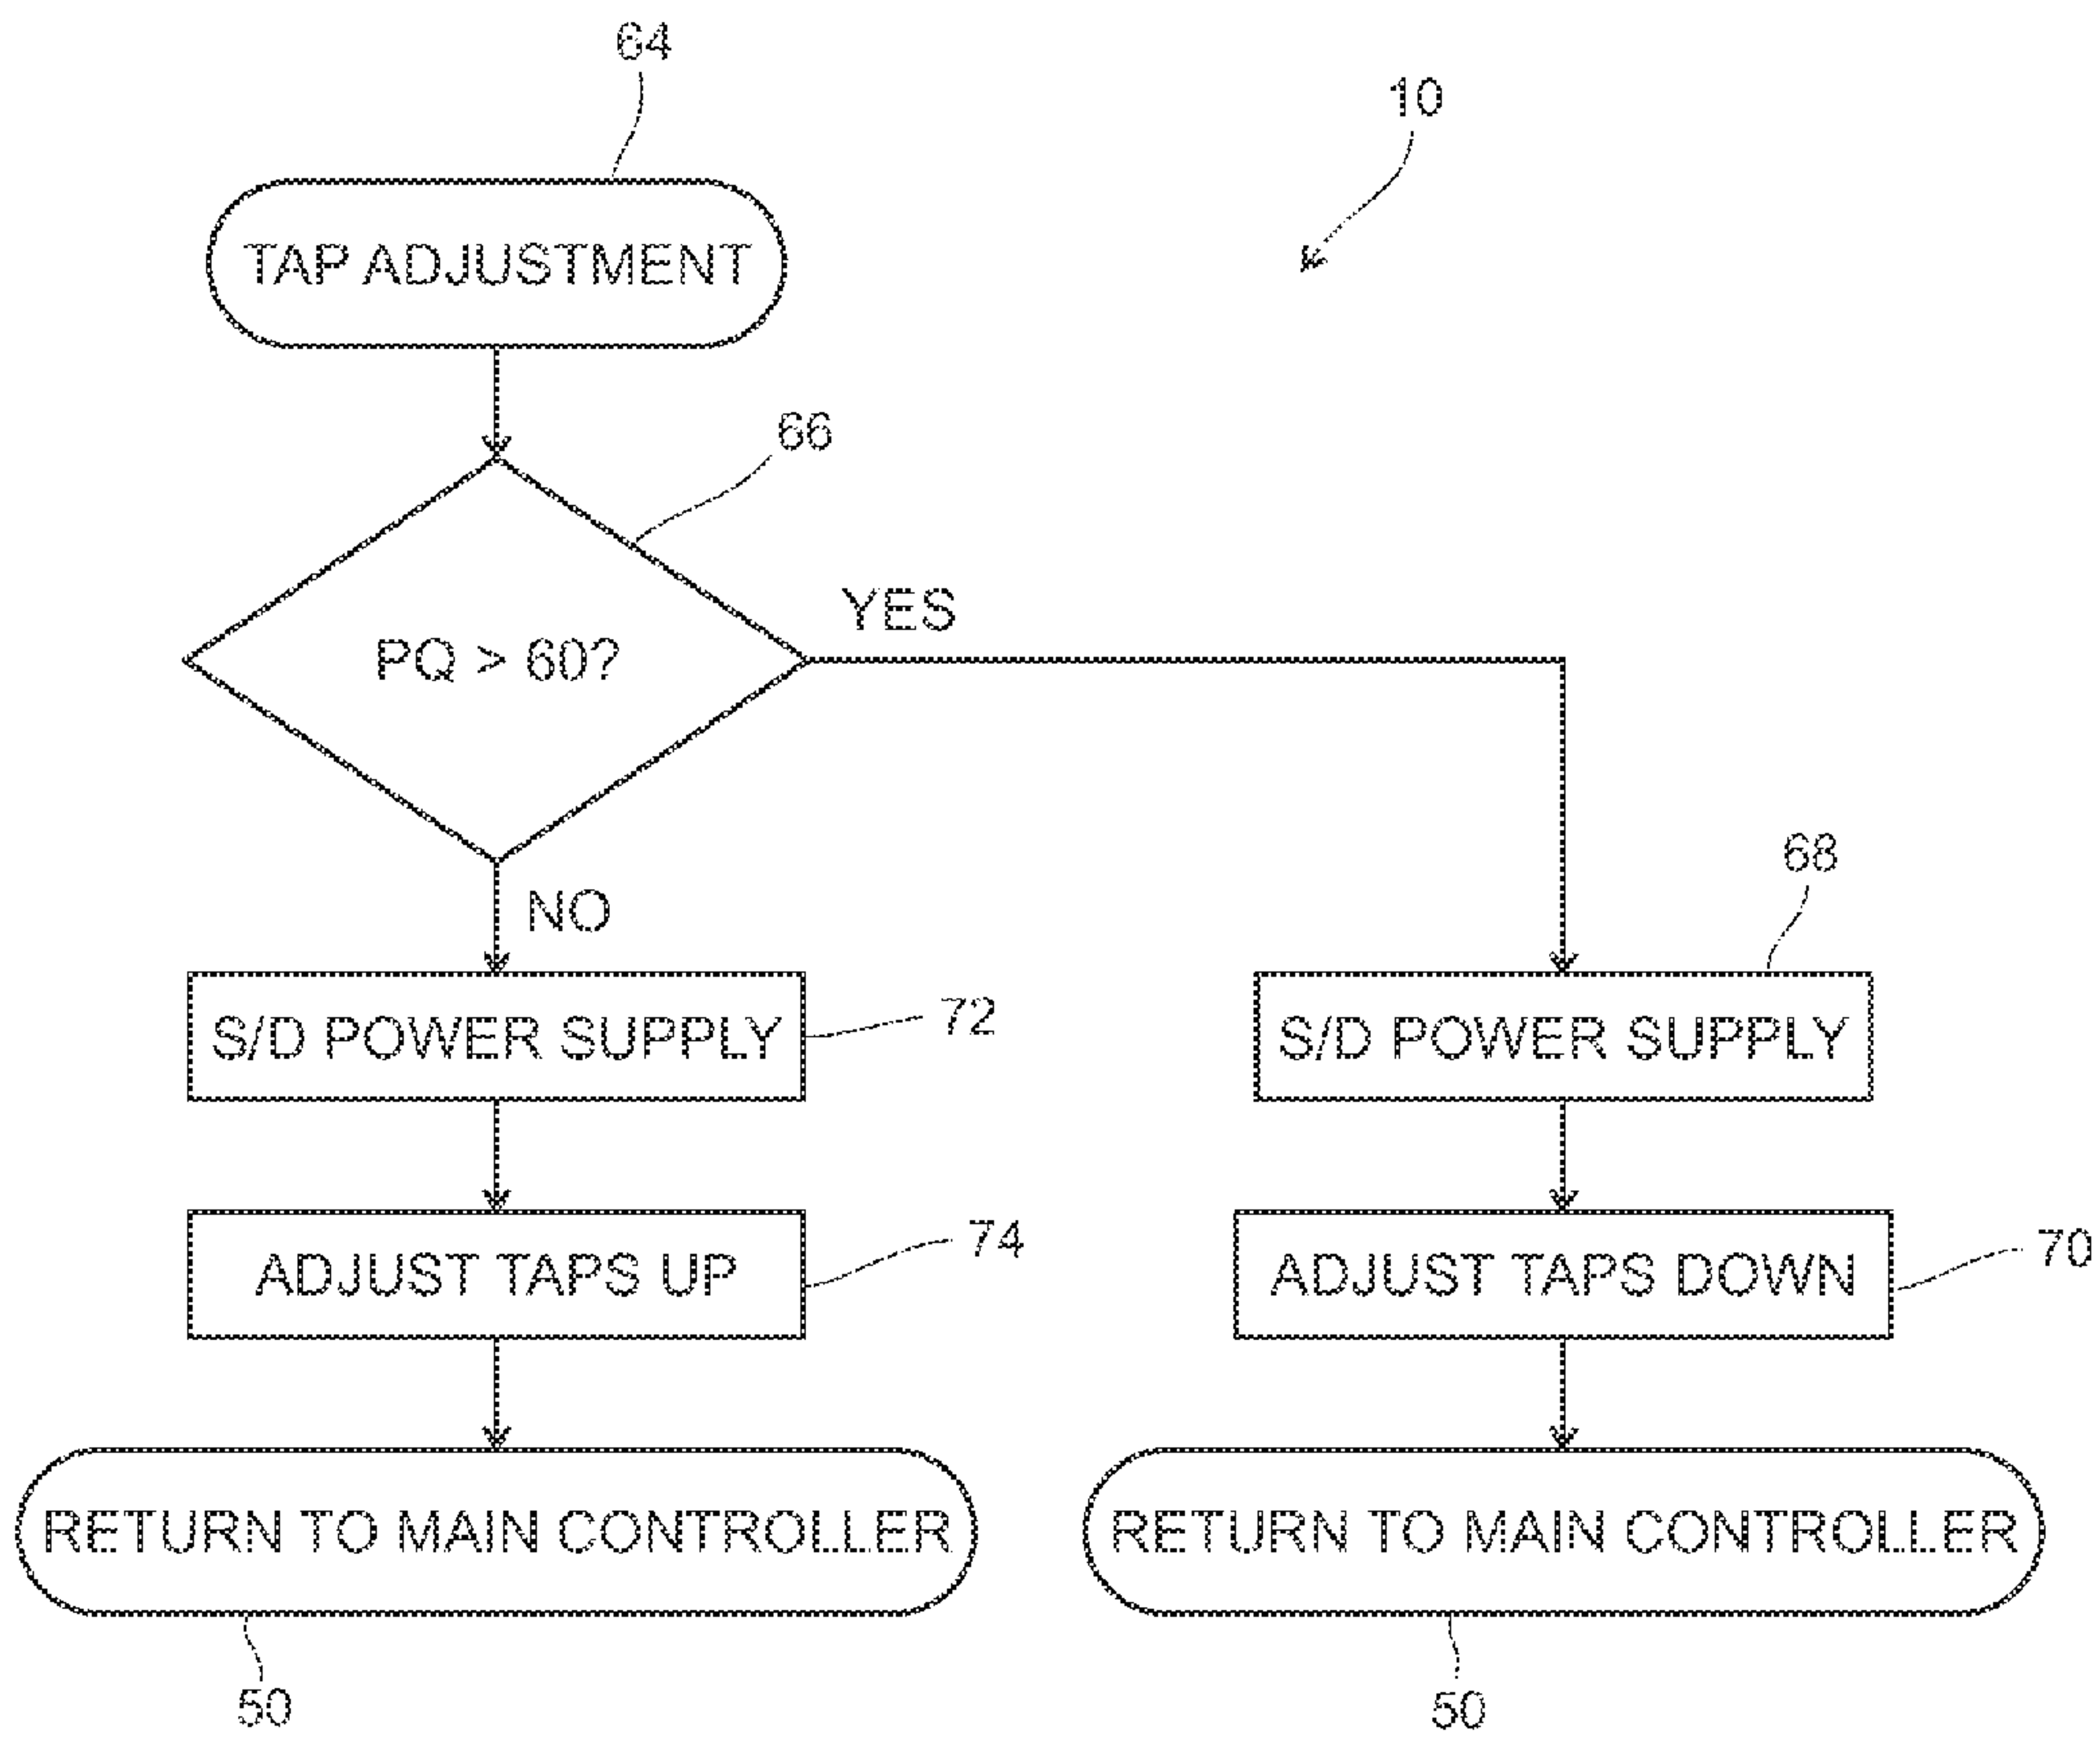 64
10
TAP ADJUSTMENT
66
PQ > 60?
YES
NO
68
S/D POWER SUPPLY
72
S/D POWER SUPPLY
ADJUST TAPS UP
74
ADJUST TAPS DOWN
70
RETURN TO MAIN CONTROLLER
RETURN TO MAIN CONTROLLER
50
50